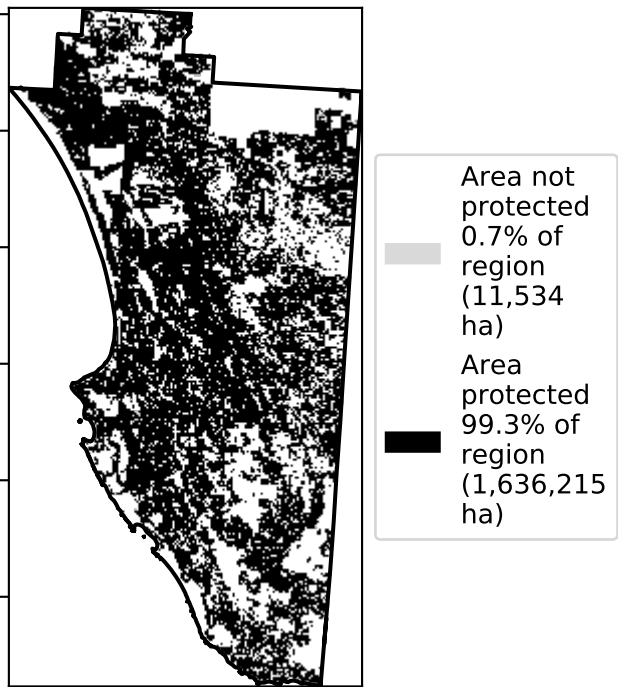 Area not
protected
0.7% of
region
(11,534
ha)
Area
protected
99.3% of
region
(1,636,215
ha)